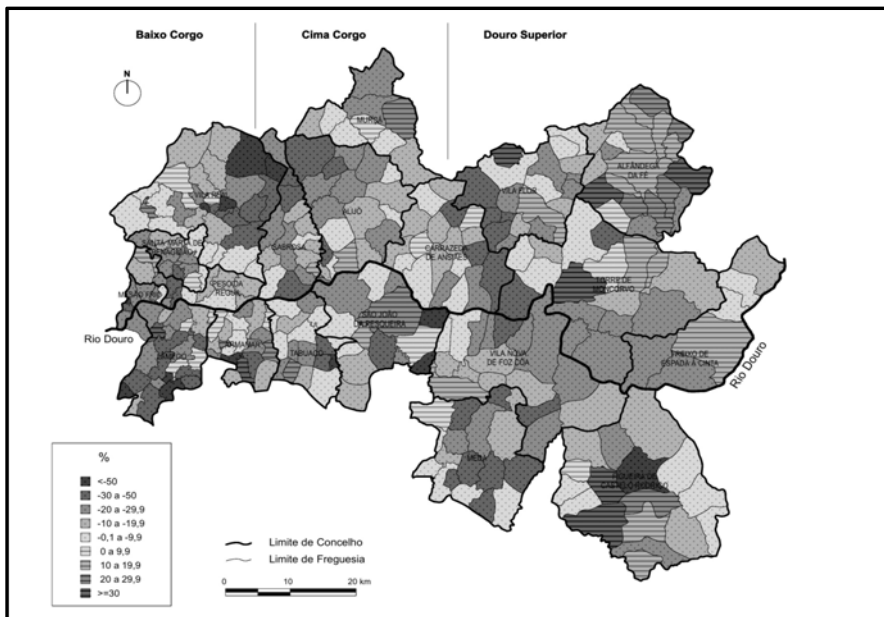 Baixo Corgo
Cima Corgo
Douro Superior
N
MURÇA
ALFÂNDEGA
DA FÉ
VILA FLOR
ALIJÓ
SANTA MARTA DE
SABROSA
CARRAZEDA
DE ANSIÃES
MESÃO FRIO
PESO DA
RÉGUA
TORRE DE
MONCORVO
SÃO JOÃO
DA PESQUEIRA
Rio Douro
ARMAMAR
TABUAÇO
LAMEGO
VILA NOVA
DE FOZ CÔA
FREIXO DE
ESPADA À CINTA
Rio Douro
MEDA
FIGUEIRA DE
CASTELO RODRIGO
%
<-50
-30 a -50
-20 a -29,9
-10 a -19,9
-0,1 a -9,9
0 a 9,9
10 a 19,9
20 a 29,9
>=30
Limite de Concelho
Limite de Freguesia
0 10 20 km